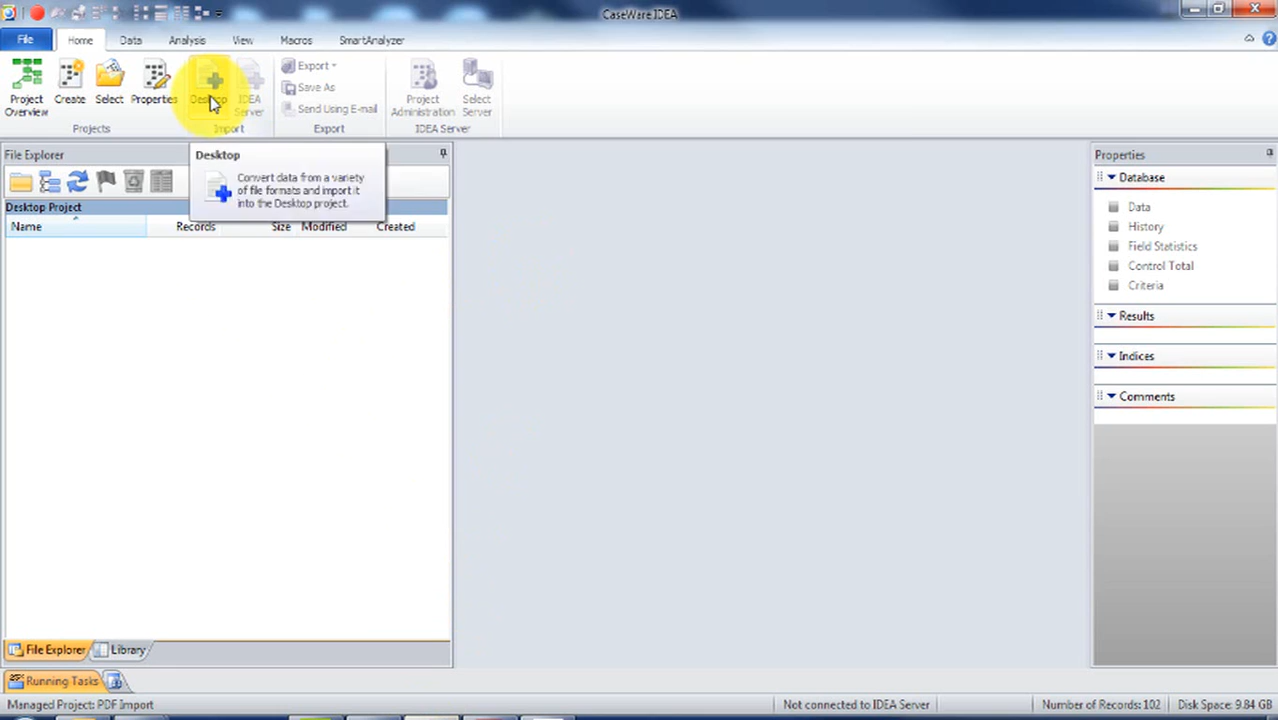 CaseWare IDEA
File Home Data Analysis View Macros SmartAnalyzer
Project Overview Create Select Properties Desktop IDEA Server
Export
Save As
Send Using E-mail
Project Administration Select Server
Projects Import Export IDEA Server
File Explorer
Desktop
Convert data from a variety
of file formats and import it
into the Desktop project.
Desktop Project
Name Records Size Modified Created
Properties
Database
Data
History
Field Statistics
Control Total
Criteria
Results
Indices
Comments
File Explorer Library
Running Tasks
Managed Project: PDF Import Not connected to IDEA Server Number of Records: 102 Disk Space: 9.84 GB